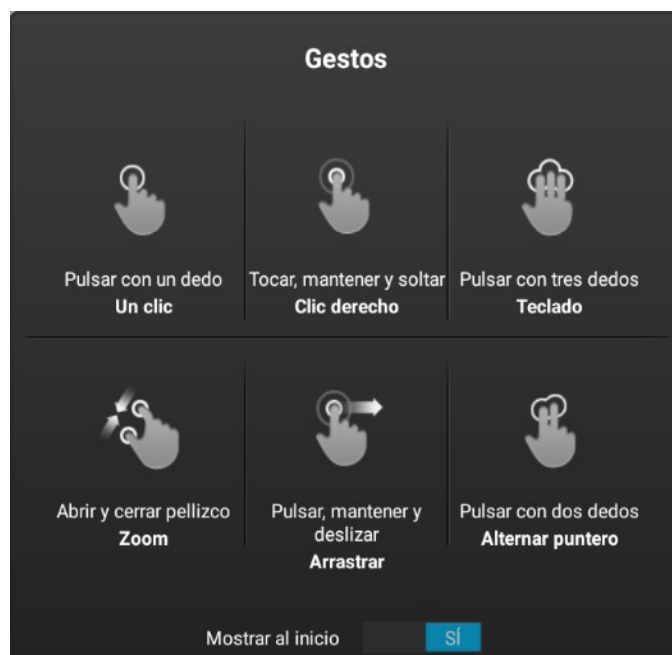 Gestos
Pulsar con un dedo
Un clic
Tocar, mantener y soltar
Clic derecho
Pulsar con tres dedos
Teclado
Abrir y cerrar pellizco
Zoom
Pulsar, mantener y
deslizar
Arrastrar
Pulsar con dos dedos
Alternar puntero
Mostrar al inicio
SÍ